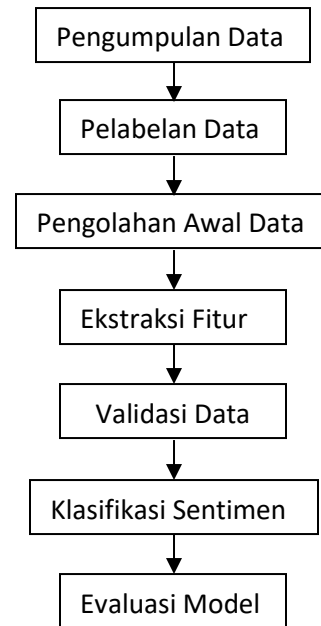 Pengumpulan Data
Pelabelan Data
Pengolahan Awal Data
Ekstraksi Fitur
Validasi Data
Klasifikasi Sentimen
Evaluasi Model